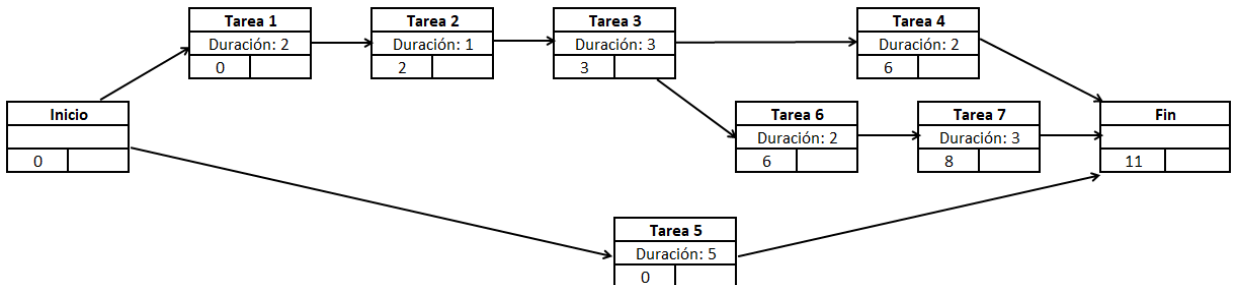 Tarea 1
Duración: 2
0
Tarea 2
Duración: 1
2
Tarea 3
Duración: 3
3
Tarea 4
Duración: 2
6
Inicio
0
Tarea 6
Duración: 2
6
Tarea 7
Duración: 3
8
Fin
11
Tarea 5
Duración: 5
0